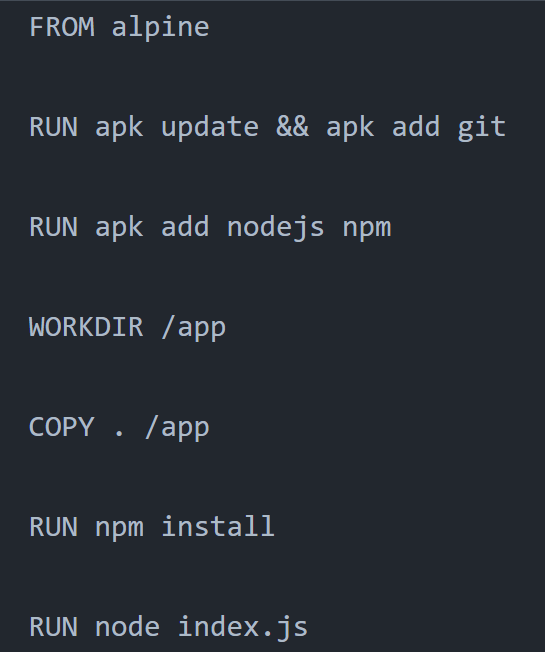 FROM alpine
RUN apk update && apk add git
RUN apk add nodejs npm
WORKDIR /app
COPY . /app
RUN npm install
RUN node index.js